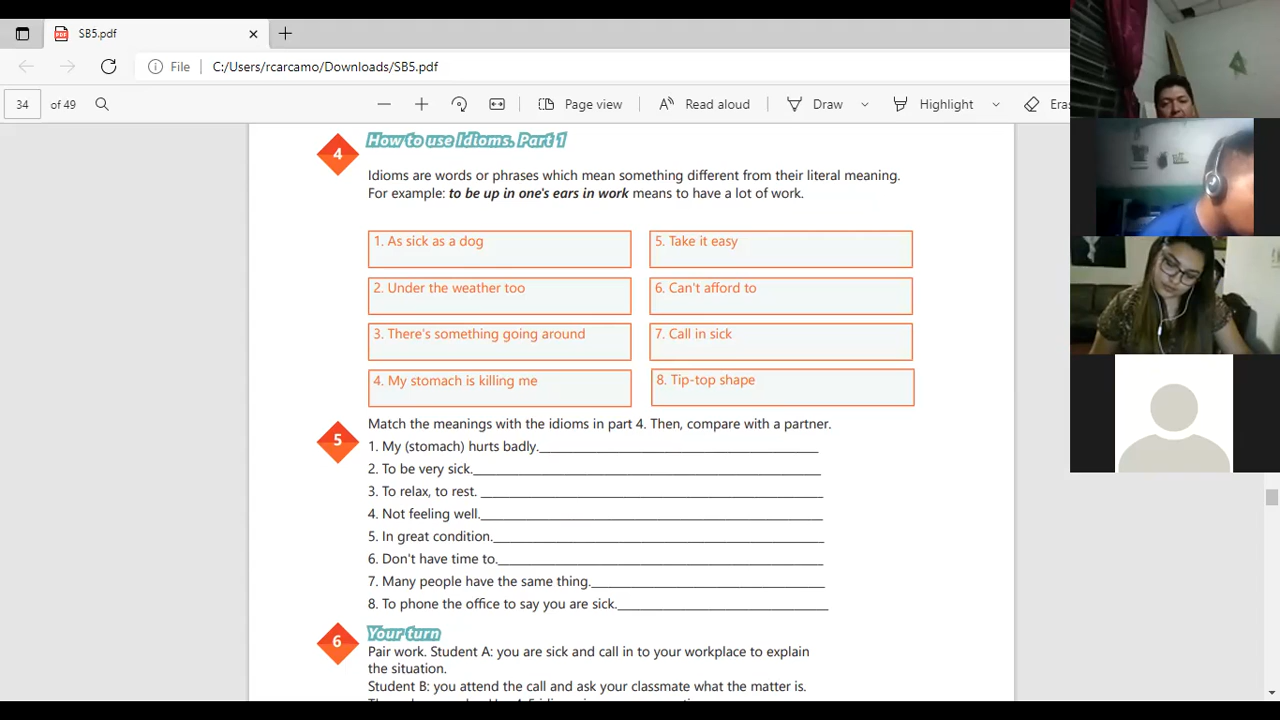 SB5.pdf
File C:/Users/rcarcamo/Downloads/SB5.pdf
34 of 49 Page view Read aloud Draw Highlight
4 How to use Idioms. Part 1
Idioms are words or phrases which mean something different from their literal meaning.
For example: to be up in one's ears in work means to have a lot of work.
1. As sick as a dog
5. Take it easy
2. Under the weather too
6. Can't afford to
3. There's something going around
7. Call in sick
4. My stomach is killing me
8. Tip-top shape
5 Match the meanings with the idioms in part 4. Then, compare with a partner.
1. My (stomach) hurts badly.
2. To be very sick.
3. To relax, to rest.
4. Not feeling well.
5. In great condition.
6. Don't have time to.
7. Many people have the same thing.
8. To phone the office to say you are sick.
6 Your turn
Pair work. Student A: you are sick and call in to your workplace to explain
the situation.
Student B: you attend the call and ask your classmate what the matter is.